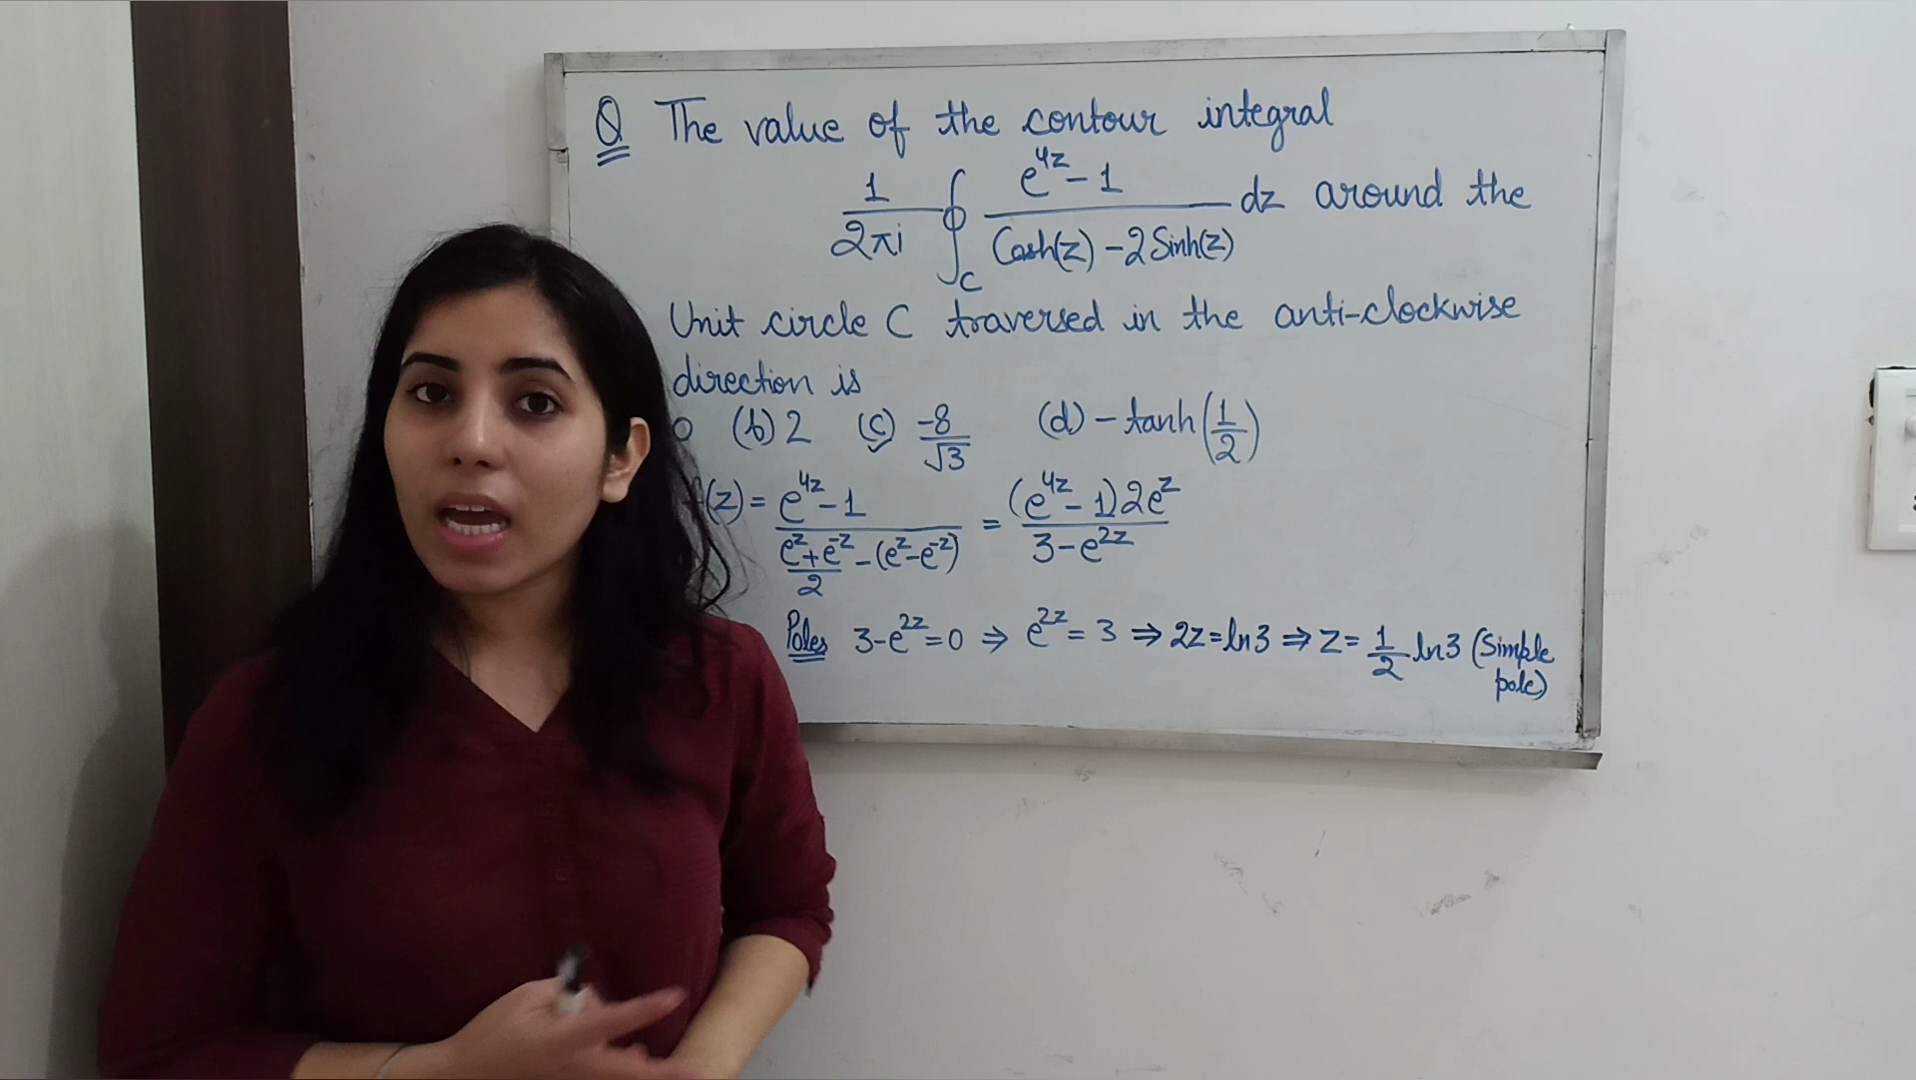 Q The value of the contour integral
1/2πi ∮_C (e^{4z} - 1)/(Cosh(z) - 2 Sinh(z)) dz around the
Unit circle C traversed in the anti-clockwise
direction is
0 (b) 2 (c) -8/√3 (d) - tanh(1/2)
(z) = (e^{4z} - 1)/((e^z + e^{-z})/2 - (e^z - e^{-z})) = (e^{4z} - 1)2e^z/(3 - e^{2z})
Poles 3 - e^{2z} = 0 ⇒ e^{2z} = 3 ⇒ 2z = ln3 ⇒ z = 1/2 ln3 (Simple
pole)